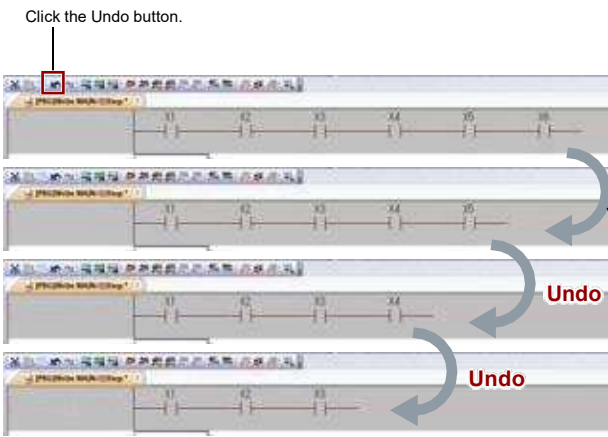 Click the Undo button.
X1 X2 X3 X4 X5 X6
X1 X2 X3 X4 X5
X1 X2 X3 X4
Undo
X1 X2 X3
Undo